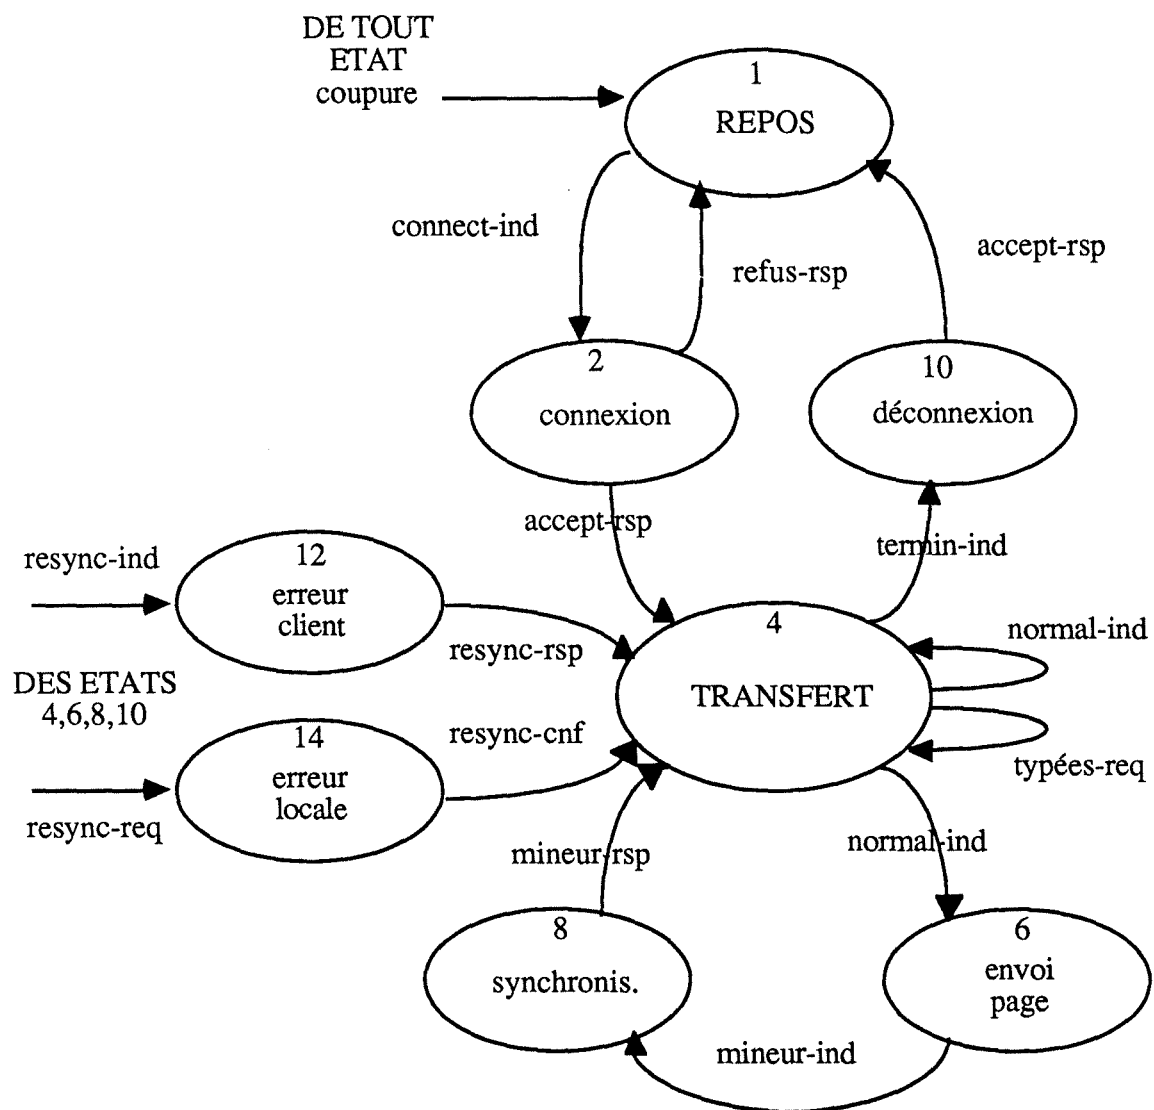 DE TOUT
ETAT
coupure
1
REPOS
connect-ind
refus-rsp
accept-rsp
2
connexion
10
déconnexion
accept-rsp
termin-ind
resync-ind
12
erreur
client
resync-rsp
4
TRANSFERT
normal-ind
typées-req
DES ETATS
4,6,8,10
14
erreur
locale
resync-cnf
resync-req
mineur-rsp
normal-ind
8
synchronis.
6
envoi
page
mineur-ind